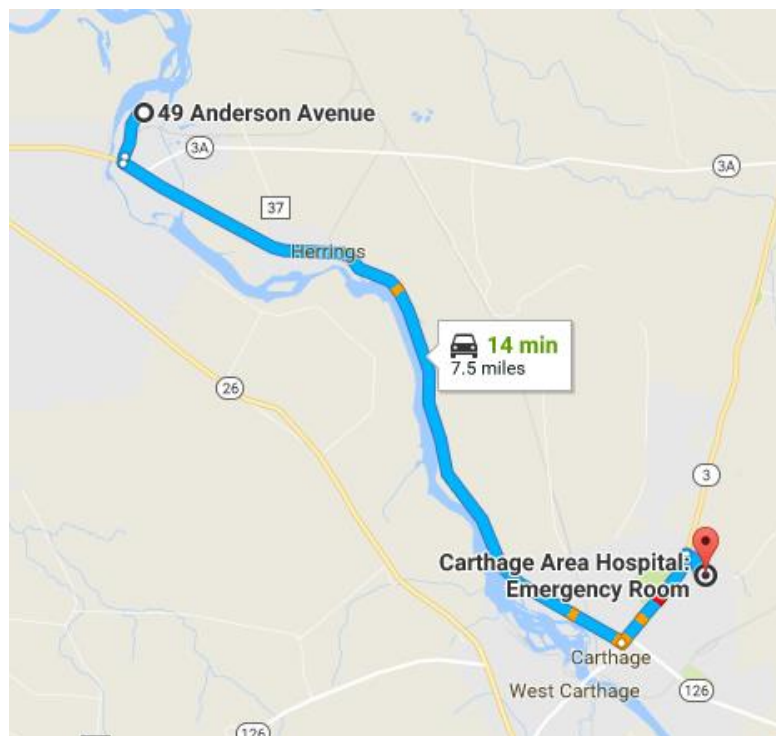 49 Anderson Avenue
3A
3A
37
Herrings
14 min
7.5 miles
26
3
Carthage Area Hospital:
Emergency Room
Carthage
West Carthage
126
126